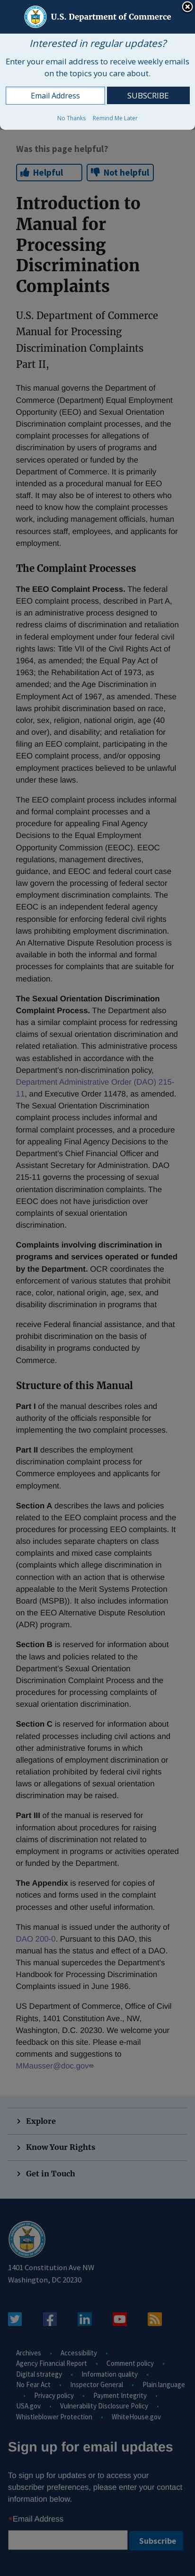 U.S. Department of Commerce
Interested in regular updates?
Enter your email address to receive weekly emails
on the topics you care about.
Email Address
SUBSCRIBE
No Thanks Remind Me Later
Was this page helpful?
Helpful
Not helpful
Introduction to
Manual for
Processing
Discrimination
Complaints
U.S. Department of Commerce
Manual for Processing
Discrimination Complaints
Part II,
This manual governs the Department of
Commerce (Department) Equal Employment
Opportunity (EEO) and Sexual Orientation
Discrimination complaint processes, and the
complaint processes for allegations of
discrimination by users of programs and
services operated or funded by the
Department of Commerce. It is primarily
intended as a procedural manual for EEO
staff. It may also be of interest to others who
need to know how the complaint processes
work, including management officials, human
resources staff, employees, and applicants for
employment.
The Complaint Processes
The EEO Complaint Process. The federal
EEO complaint process, described in Part A,
is an administrative process designed to
redress claims of discrimination and retaliation
in federal employment under four federal civil
rights laws: Title VII of the Civil Rights Act of
1964, as amended; the Equal Pay Act of
1963; the Rehabilitation Act of 1973, as
amended; and the Age Discrimination in
Employment Act of 1967, as amended. These
laws prohibit discrimination based on race,
color, sex, religion, national origin, age (40
and over), and disability; and retaliation for
filing an EEO complaint, participating in the
EEO complaint process, and/or opposing
employment practices believed to be unlawful
under these laws.
The EEO complaint process includes informal
and formal complaint processes, and a
procedure for appealing Final Agency
Decisions to the Equal Employment
Opportunity Commission (EEOC). EEOC
regulations, Management Directives,
guidance, and EEOC and federal court case
law govern the processing of federal sector
employment discrimination complaints. The
EEOC is an independent federal agency
responsible for enforcing federal civil rights
laws prohibiting employment discrimination.
An Alternative Dispute Resolution process is
available in both the informal and formal
processes for complaints that are suitable for
mediation.
The Sexual Orientation Discrimination
Complaint Process. The Department also
has a similar complaint process for redressing
claims of sexual orientation discrimination and
related retaliation. This administrative process
was established in accordance with the
Department's non-discrimination policy,
Department Administrative Order (DAO) 215-
11, and Executive Order 11478, as amended.
The Sexual Orientation Discrimination
complaint process includes informal and
formal complaint processes, and a procedure
for appealing Final Agency Decisions to the
Department's Chief Financial Officer and
Assistant Secretary for Administration. DAO
215-11 governs the processing of sexual
orientation discrimination complaints. The
EEOC does not have jurisdiction over
complaints of sexual orientation
discrimination.
Complaints involving discrimination in
programs and services operated or funded
by the Department. OCR coordinates the
enforcement of various statutes that prohibit
race, color, national origin, age, sex, and
disability discrimination in programs that
receive Federal financial assistance, and that
prohibit discrimination on the basis of
disability in programs conducted by
Commerce.
Structure of this Manual
Part I of the manual describes roles and
authority of the officials responsible for
implementing the two complaint processes.
Part II describes the employment
discrimination complaint process for
Commerce employees and applicants for
employment.
Section A describes the laws and policies
related to the EEO complaint process and the
procedures for processing EEO complaints. It
also includes separate chapters on class
complaints and mixed case complaints
(complaints which allege discrimination in
connection with an action that is otherwise
appealable to the Merit Systems Protection
Board (MSPB)). It also includes information
on the EEO Alternative Dispute Resolution
(ADR) program.
Section B is reserved for information about
the laws and policies related to the
Department's Sexual Orientation
Discrimination Complaint Process and the
procedures for processing complaints of
sexual orientation discrimination.
Section C is reserved for information about
related processes including civil actions and
other administrative forums in which
allegations of employment discrimination or
retaliation prohibited by federal civil rights
laws and allegations of sexual orientation
discrimination may be raised.
Part III of the manual is reserved for
information about procedures for raising
claims of discrimination not related to
employment in programs or activities operated
or funded by the Department.
The Appendix is reserved for copies of
notices and forms used in the complaint
processes and other useful information.
This manual is issued under the authority of
DAO 200-0. Pursuant to this DAO, this
manual has the status and effect of a DAO.
This manual supercedes the Department's
Handbook for Processing Discrimination
Complaints issued in June 1986.
US Department of Commerce, Office of Civil
Rights, 1401 Constitution Ave., NW,
Washington, D.C. 20230. We welcome your
feedback on this site. Please e-mail
comments and suggestions to
MMausser@doc.gov
Explore
Know Your Rights
Get in Touch
1401 Constitution Ave NW
Washington, DC 20230
Archives Accessibility
Agency Financial Report Comment policy
Digital strategy Information quality
No Fear Act Inspector General Plain language
Privacy policy Payment Integrity
USA.gov Vulnerability Disclosure Policy
Whistleblower Protection WhiteHouse.gov
Sign up for email updates
To sign up for updates or to access your
subscriber preferences, please enter your contact
information below.
*Email Address
Subscribe